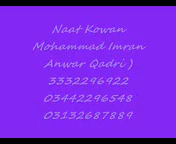 Naat Kowan
Mohammad Imran
Anwar Qadri )
3332296922
03442296548
03132687889